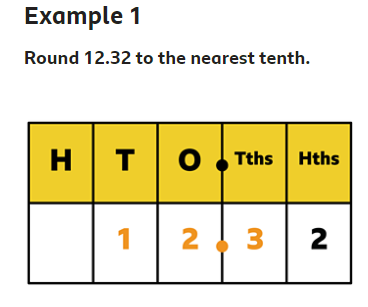 Example 1
Round 12.32 to the nearest tenth.
H T O . Tths Hths
1 2 . 3 2